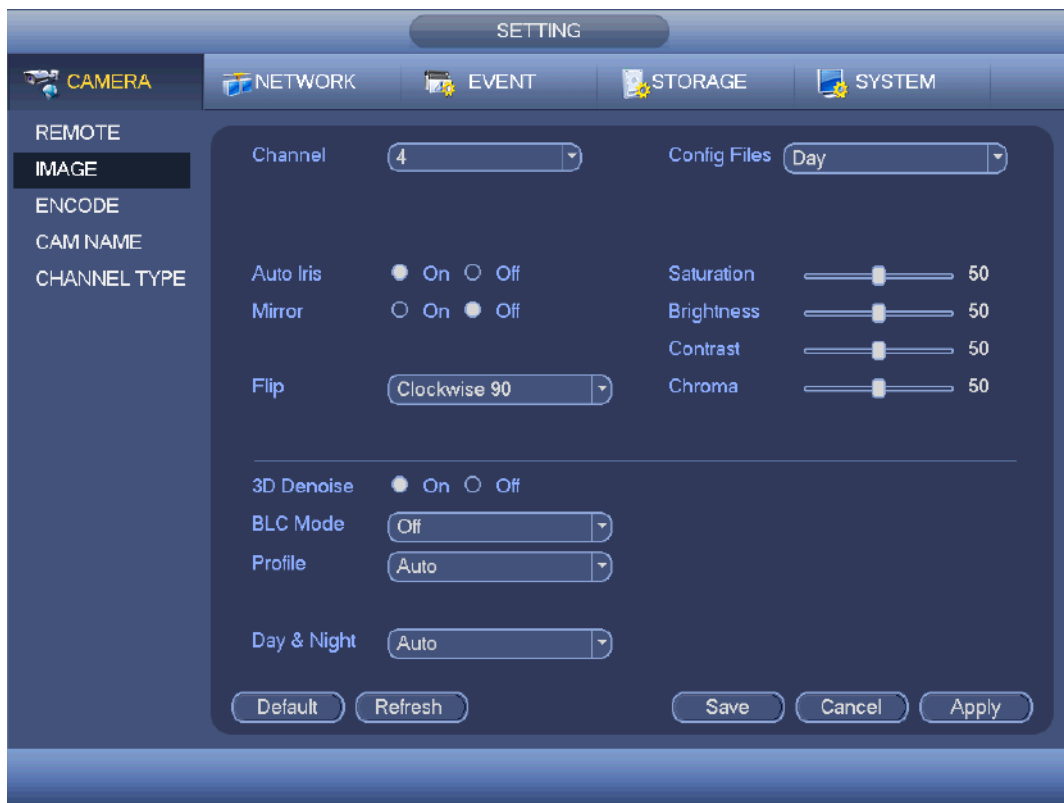 SETTING
CAMERA NETWORK EVENT STORAGE SYSTEM
REMOTE
IMAGE
ENCODE
CAM NAME
CHANNEL TYPE
Channel 4 Config Files Day
Auto Iris On Off Saturation 50
Mirror On Off Brightness 50
Contrast 50
Flip Clockwise 90 Chroma 50
3D Denoise On Off
BLC Mode Off
Profile Auto
Day & Night Auto
Default Refresh Save Cancel Apply